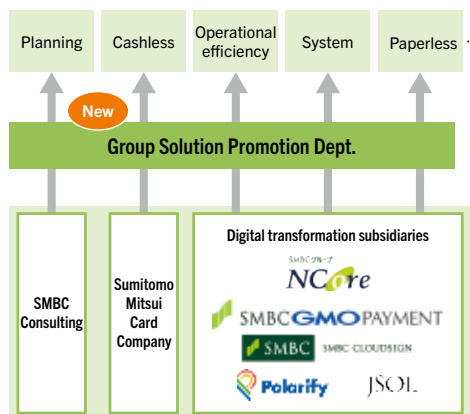 Planning
Cashless
Operational
efficiency
System
Paperless
New
Group Solution Promotion Dept.
SMBC
Consulting
Sumitomo
Mitsui
Card
Company
Digital transformation subsidiaries
SMBCグループ
NCore
SMBC GMO PAYMENT
SMBC SMBC CLOUDSIGN
Polarify
JSOL